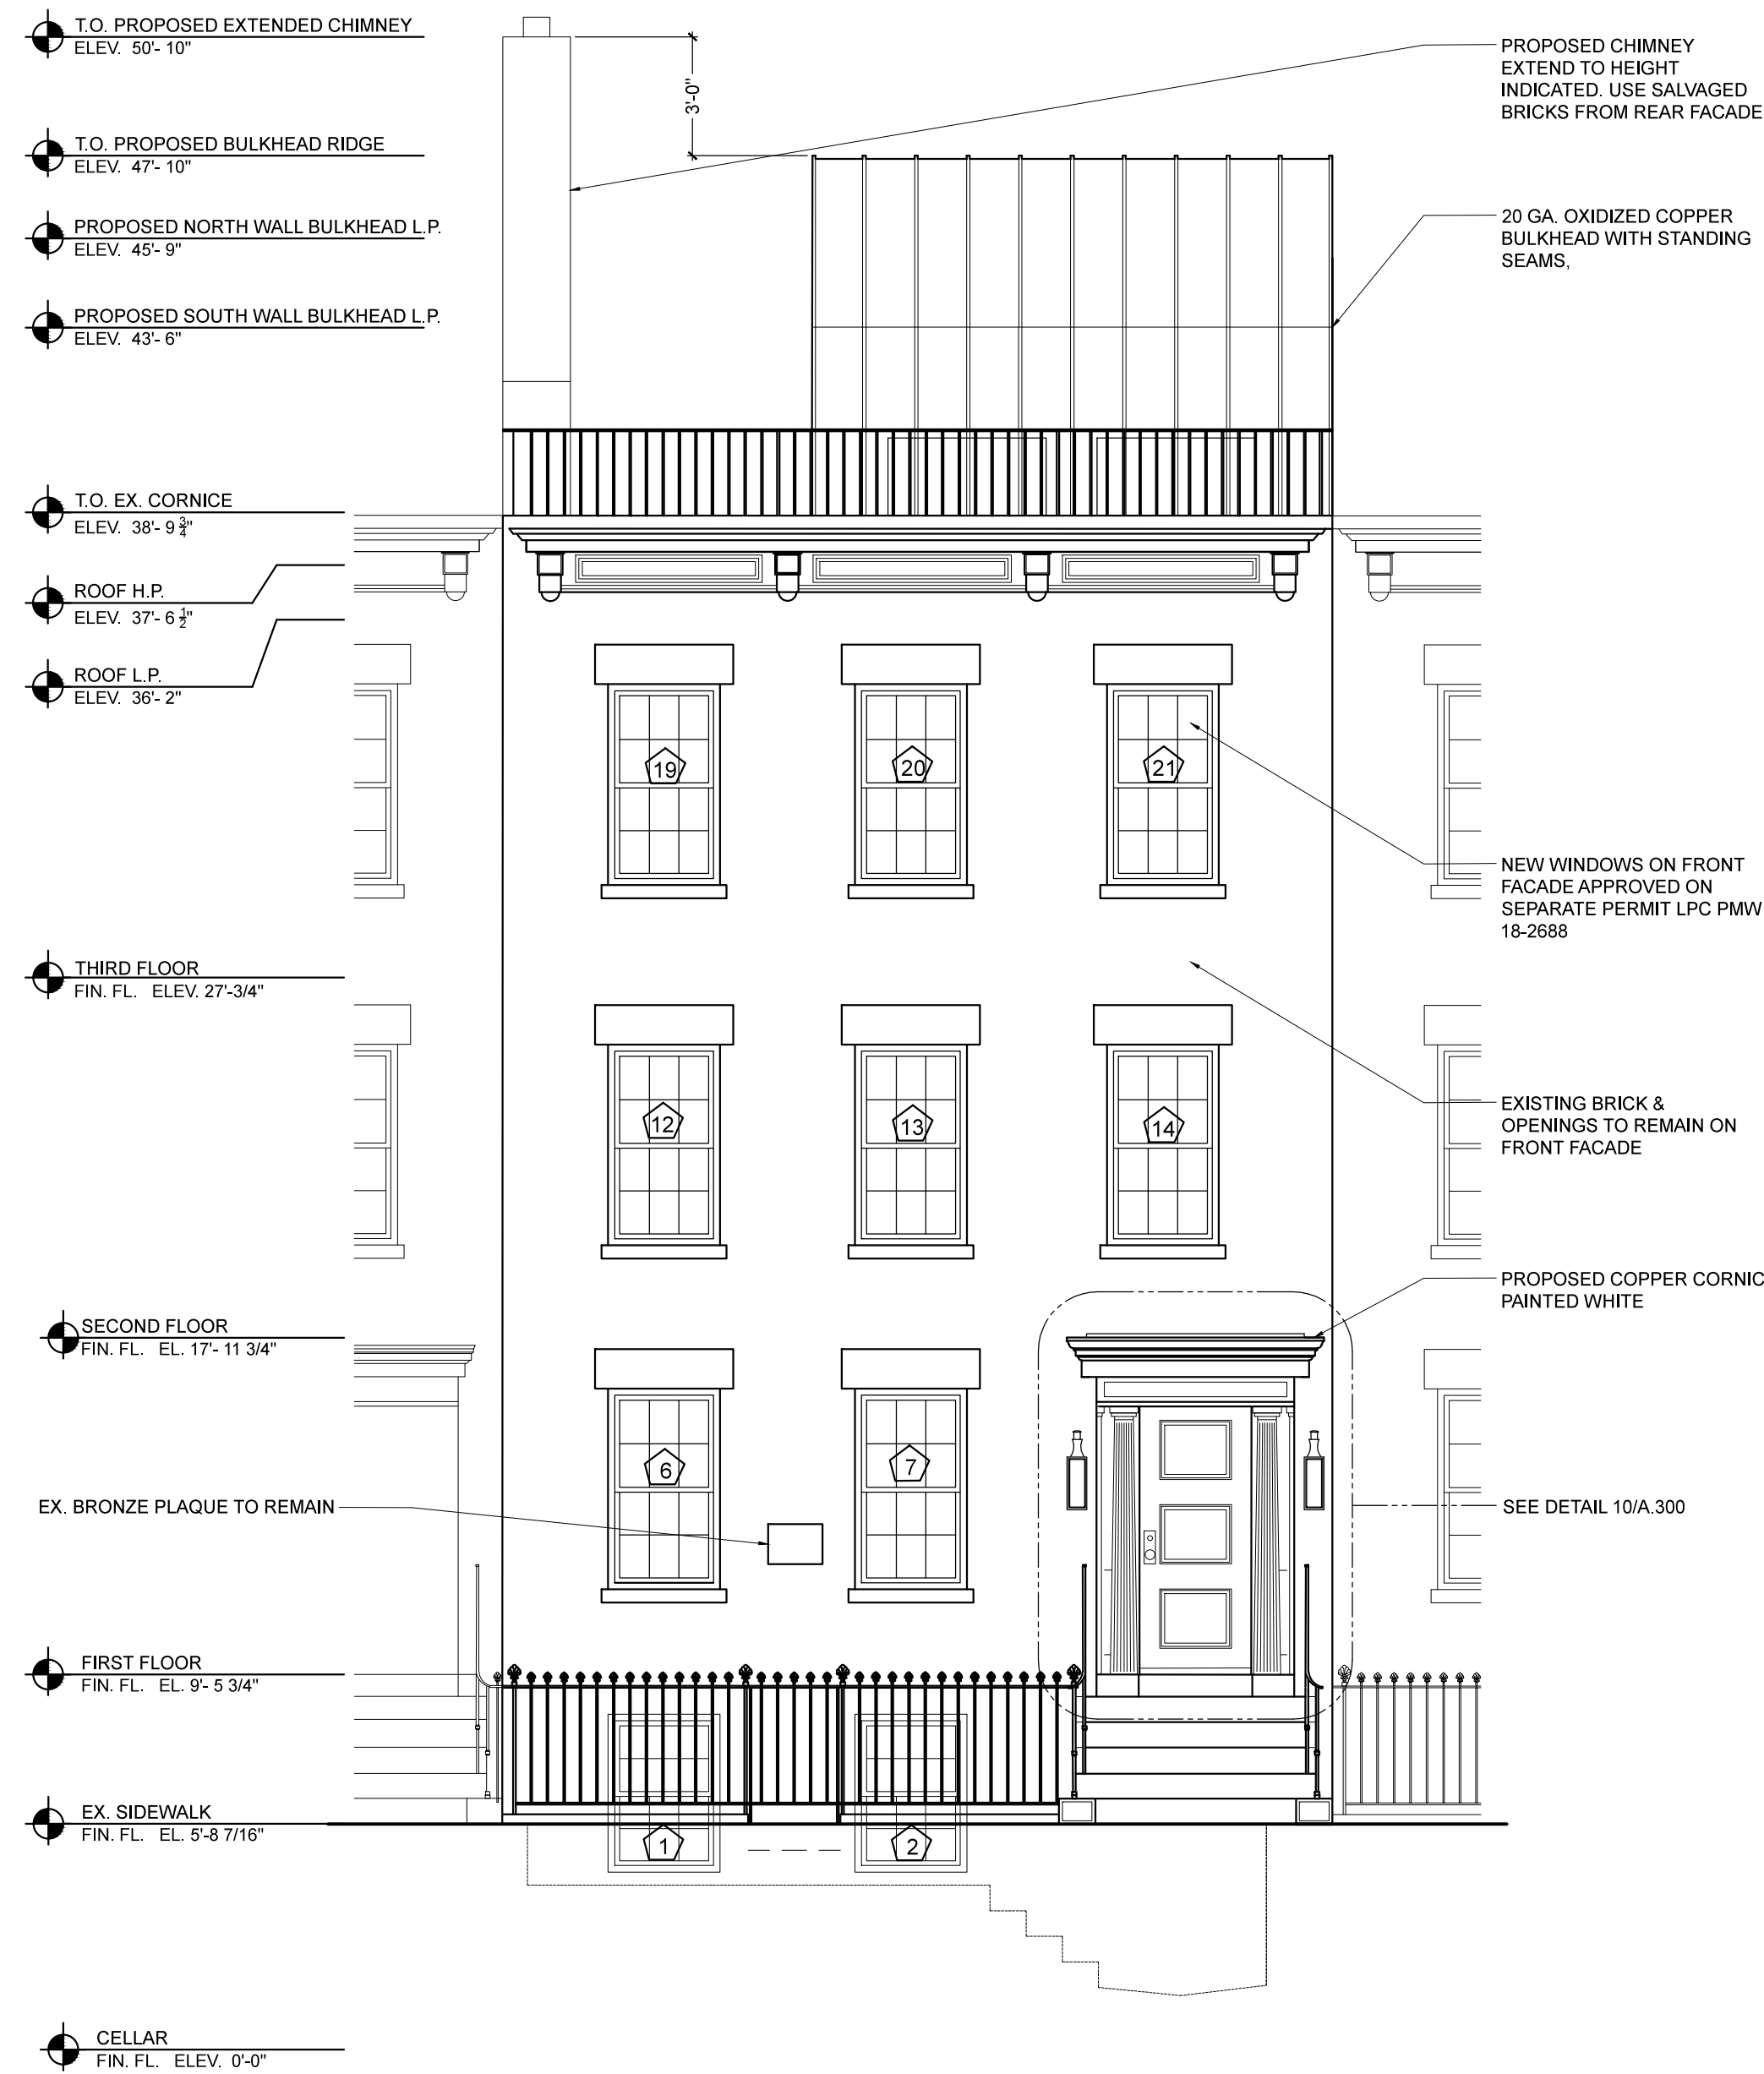 T.O. PROPOSED EXTENDED CHIMNEY
ELEV. 50'- 10"
T.O. PROPOSED BULKHEAD RIDGE
ELEV. 47'- 10"
PROPOSED NORTH WALL BULKHEAD L.P.
ELEV. 45'- 9"
PROPOSED SOUTH WALL BULKHEAD L.P.
ELEV. 43'- 6"
T.O. EX. CORNICE
ELEV. 38'- 9 3/4"
ROOF H.P.
ELEV. 37'- 6 1/2"
ROOF L.P.
ELEV. 36'- 2"
THIRD FLOOR
FIN. FL. ELEV. 27'-3/4"
SECOND FLOOR
FIN. FL. EL. 17'- 11 3/4"
EX. BRONZE PLAQUE TO REMAIN
FIRST FLOOR
FIN. FL. EL. 9'- 5 3/4"
EX. SIDEWALK
FIN. FL. EL. 5'-8 7/16"
CELLAR
FIN. FL. ELEV. 0'-0"
3'-0"
19
20
21
12
13
14
6
7
1
2
PROPOSED CHIMNEY
EXTEND TO HEIGHT
INDICATED. USE SALVAGED
BRICKS FROM REAR FACADE
20 GA. OXIDIZED COPPER
BULKHEAD WITH STANDING
SEAMS,
NEW WINDOWS ON FRONT
FACADE APPROVED ON
SEPARATE PERMIT LPC PMW
18-2688
EXISTING BRICK &
OPENINGS TO REMAIN ON
FRONT FACADE
PROPOSED COPPER CORNIC
PAINTED WHITE
SEE DETAIL 10/A.300